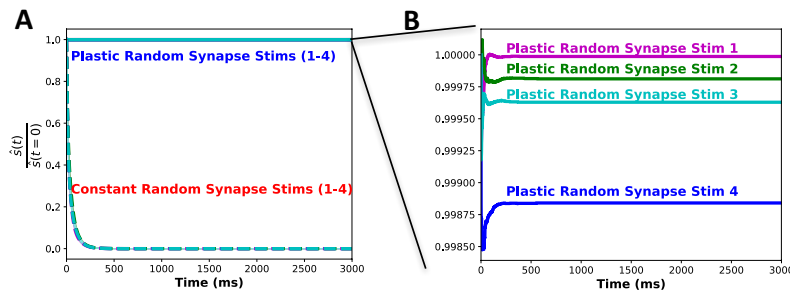 A
1.0
0.8
0.6
0.4
0.2
0.0
ŝ(t)
ŝ(t = 0)
Plastic Random Synapse Stims (1-4)
Constant Random Synapse Stims (1-4)
0
500
1000
1500
2000
2500
3000
Time (ms)
B
1.00000
0.99975
0.99950
0.99925
0.99900
0.99875
0.99850
Plastic Random Synapse Stim 1
Plastic Random Synapse Stim 2
Plastic Random Synapse Stim 3
Plastic Random Synapse Stim 4
0
500
1000
1500
2000
2500
3000
Time (ms)